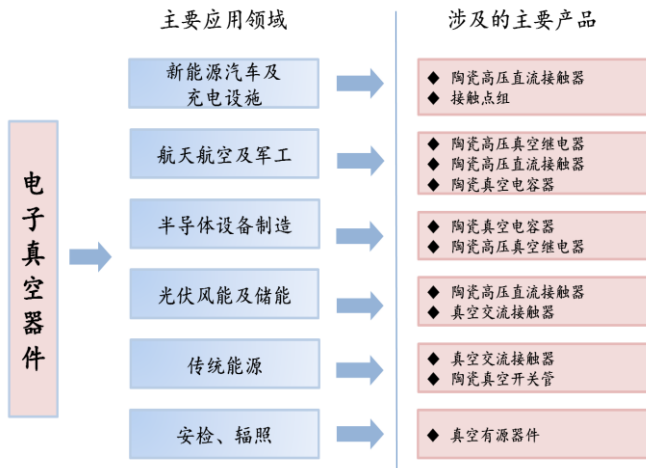 主要应用领域
涉及的主要产品
电子真空器件
新能源汽车及
充电设施
◆ 陶瓷高压直流接触器
◆ 接触点组
航天航空及军工
◆ 陶瓷高压真空继电器
◆ 陶瓷高压直流接触器
◆ 陶瓷真空电容器
半导体设备制造
◆ 陶瓷真空电容器
◆ 陶瓷高压真空继电器
光伏风能及储能
◆ 陶瓷高压直流接触器
◆ 真空交流接触器
传统能源
◆ 真空交流接触器
◆ 陶瓷真空开关管
安检、辐照
◆ 真空有源器件